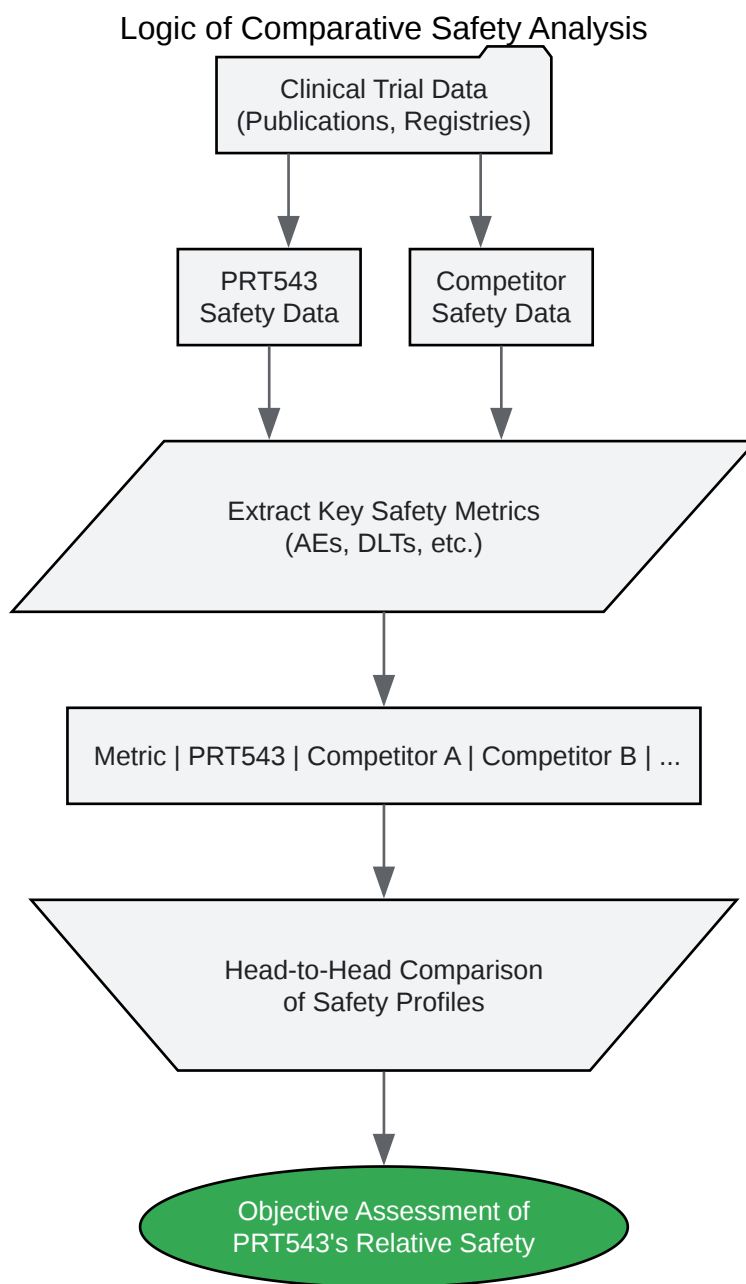 Logic of Comparative Safety Analysis
Clinical Trial Data
(Publications, Registries)
PRT543
Safety Data
Competitor
Safety Data
Extract Key Safety Metrics
(AEs, DLTs, etc.)
Metric | PRT543 | Competitor A | Competitor B | ...
Head-to-Head Comparison
of Safety Profiles
Objective Assessment of
PRT543's Relative Safety